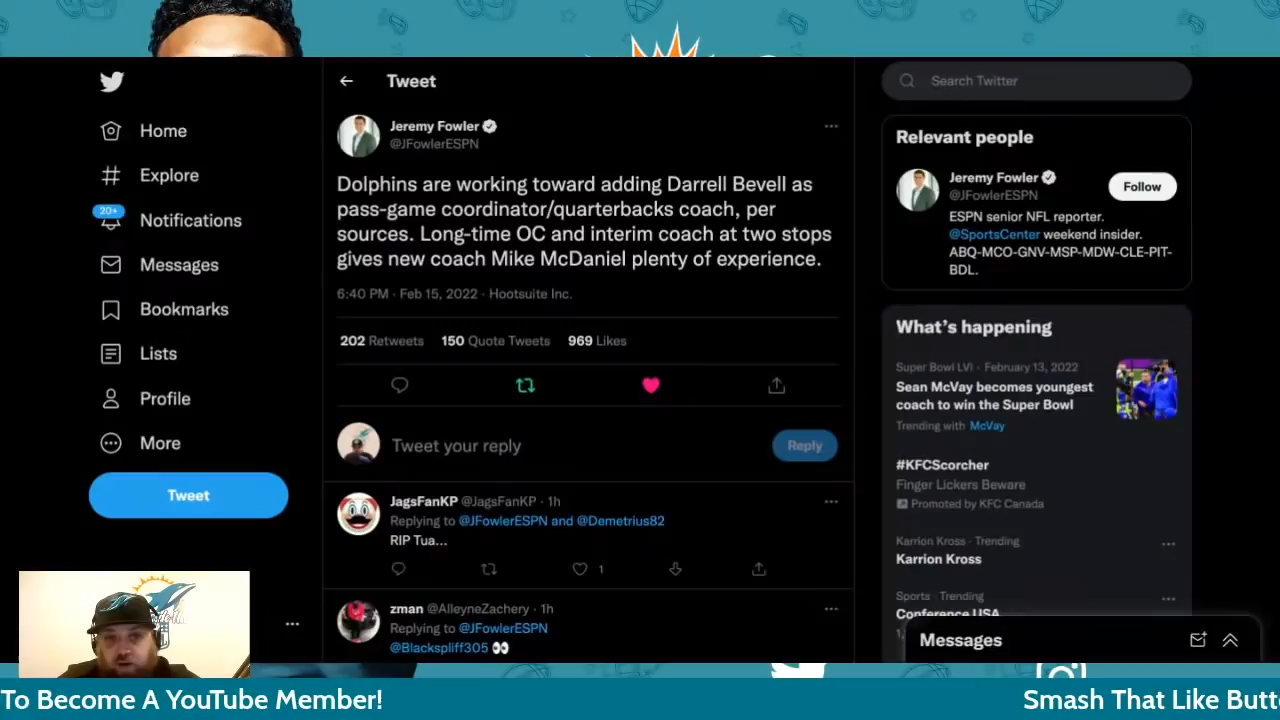 Home
Explore
20+
Notifications
Messages
Bookmarks
Lists
Profile
More
Tweet
Tweet
Jeremy Fowler
@JFowlerESPN
Dolphins are working toward adding Darrell Bevell as
pass-game coordinator/quarterbacks coach, per
sources. Long-time OC and interim coach at two stops
gives new coach Mike McDaniel plenty of experience.
6:40 PM · Feb 15, 2022 · Hootsuite Inc.
202 Retweets 150 Quote Tweets 969 Likes
Tweet your reply
Reply
JagsFanKP @JagsFanKP · 1h
Replying to @JFowlerESPN and @Demetrius82
RIP Tua...
1
zman @AlleyneZachery · 1h
Replying to @JFowlerESPN
@Blackspliff305 👀
Search Twitter
Relevant people
Jeremy Fowler
@JFowlerESPN
Follow
ESPN senior NFL reporter.
@SportsCenter weekend insider.
ABQ-MCO-GNV-MSP-MDW-CLE-PIT-
BDL.
What's happening
Super Bowl LVI · February 13, 2022
Sean McVay becomes youngest
coach to win the Super Bowl
Trending with McVay
#KFCScorcher
Finger Lickers Beware
Promoted by KFC Canada
Karrion Kross · Trending
Karrion Kross
Sports · Trending
Conference USA
Messages
To Become A YouTube Member!
Smash That Like Butt